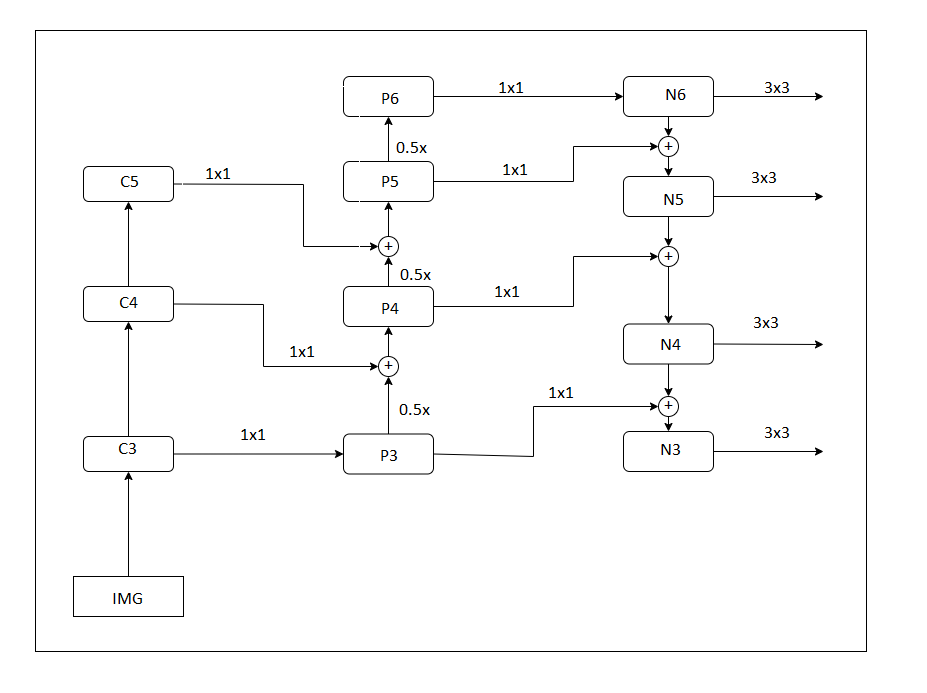 P6
1x1
N6
3x3
0.5x
+
C5
1x1
P5
1x1
N5
3x3
+
0.5x
+
C4
P4
1x1
N4
3x3
1x1
+
0.5x
1x1
+
C3
1x1
P3
N3
3x3
IMG